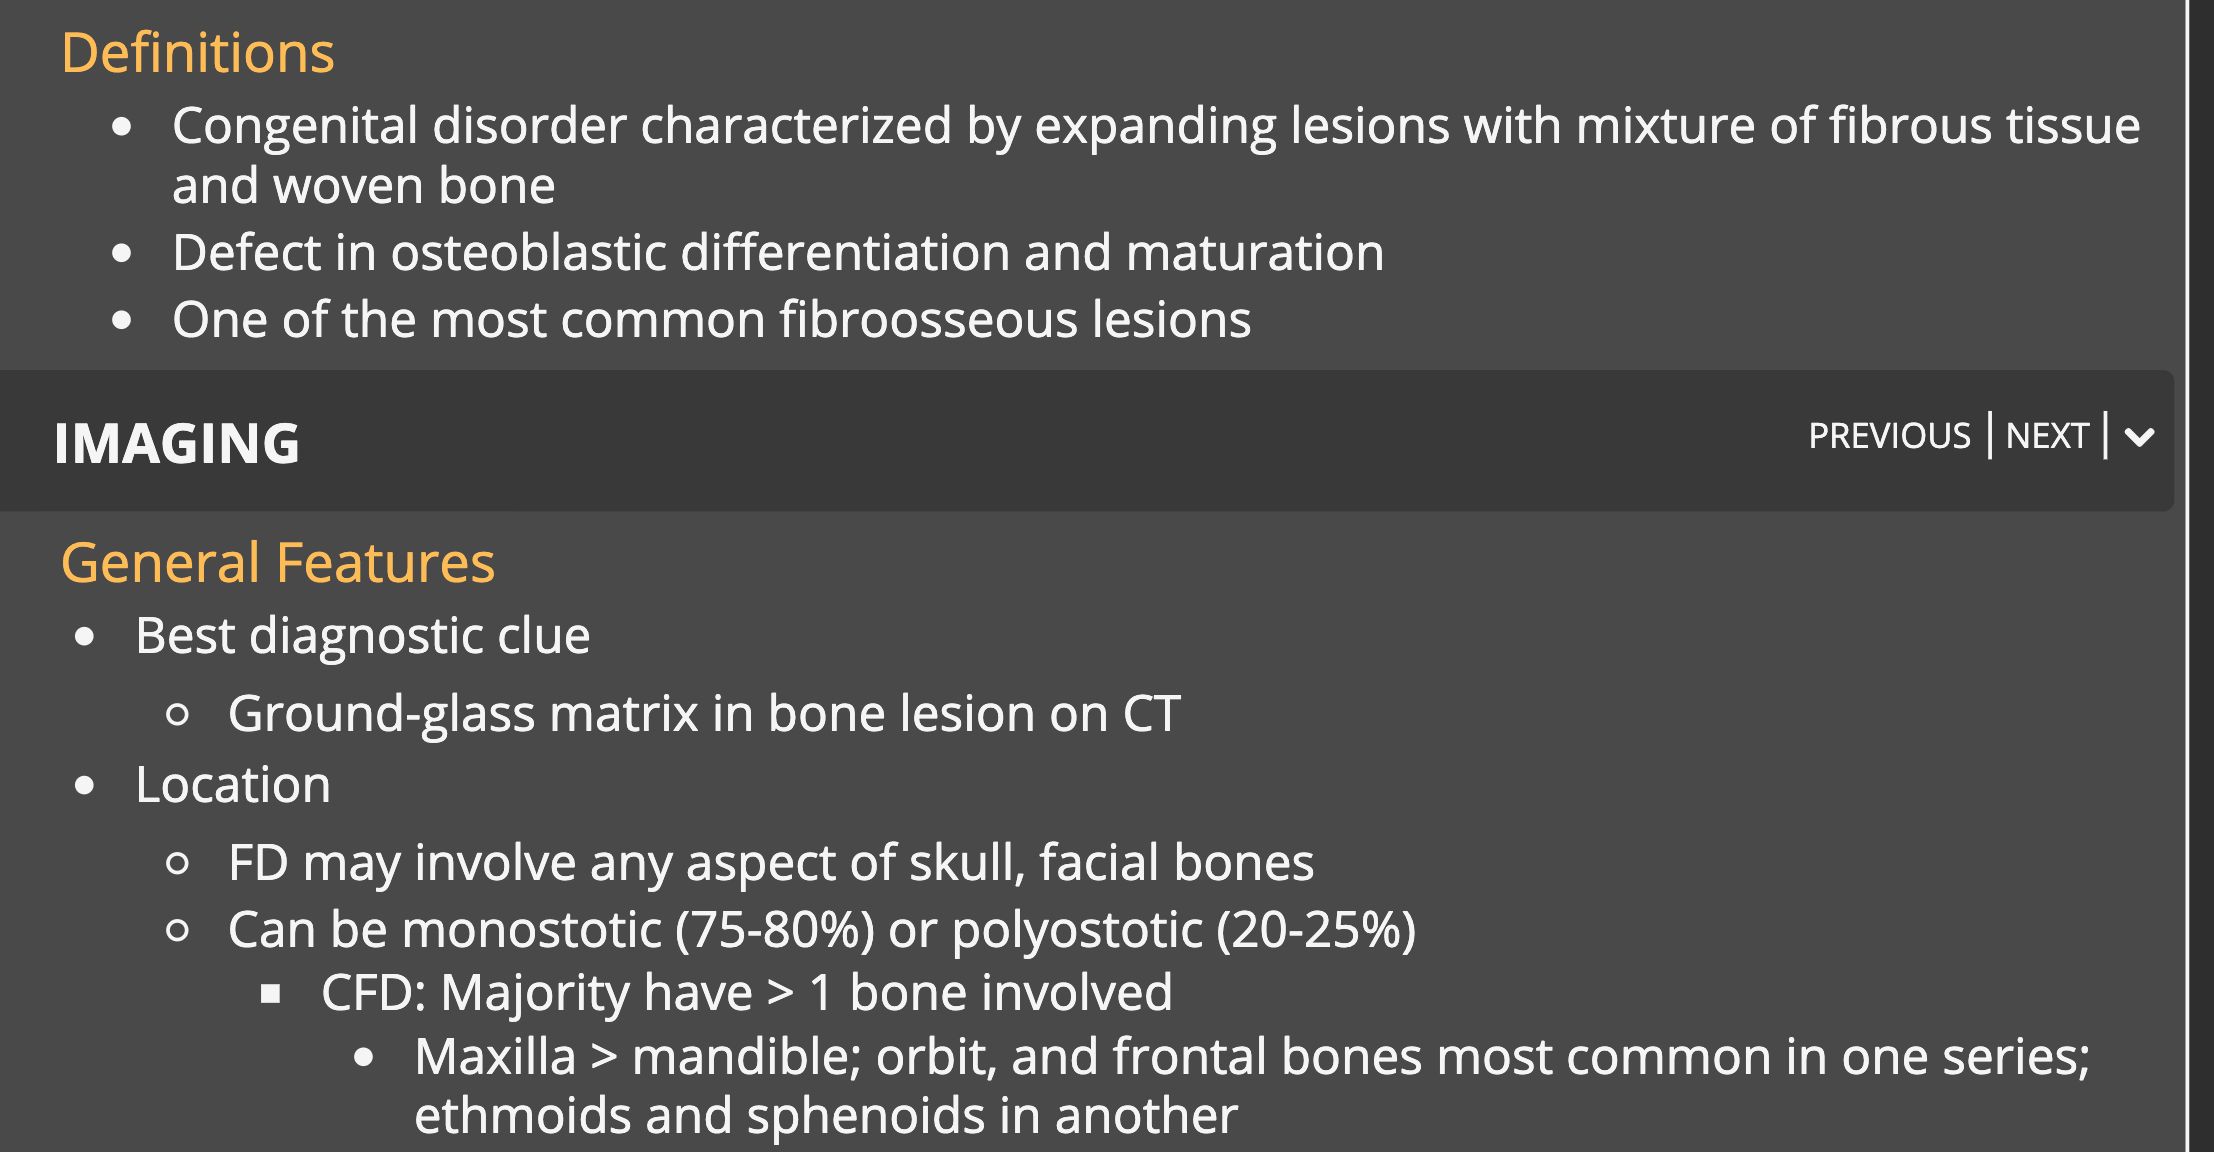 Definitions
• Congenital disorder characterized by expanding lesions with mixture of fibrous tissue
and woven bone
• Defect in osteoblastic differentiation and maturation
• One of the most common fibroosseous lesions
IMAGING
PREVIOUS | NEXT |
General Features
• Best diagnostic clue
○ Ground-glass matrix in bone lesion on CT
• Location
○ FD may involve any aspect of skull, facial bones
○ Can be monostotic (75-80%) or polyostotic (20-25%)
▪ CFD: Majority have > 1 bone involved
• Maxilla > mandible; orbit, and frontal bones most common in one series;
ethmoids and sphenoids in another